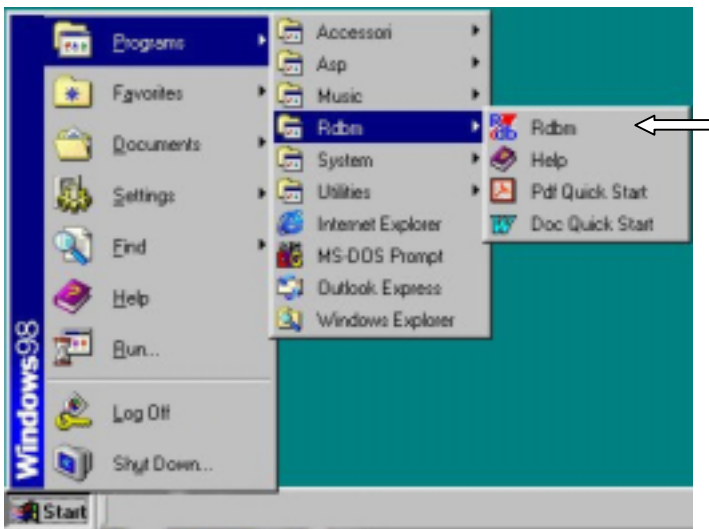 Programs
Favorites
Documents
Settings
Find
Help
Run...
Log Off
Shut Down...
Windows98
Start
Accessori
Asp
Music
Rdbm
System
Utilities
Internet Explorer
MS-DOS Prompt
Outlook Express
Windows Explorer
Rdbm
Help
Pdf Quick Start
Doc Quick Start